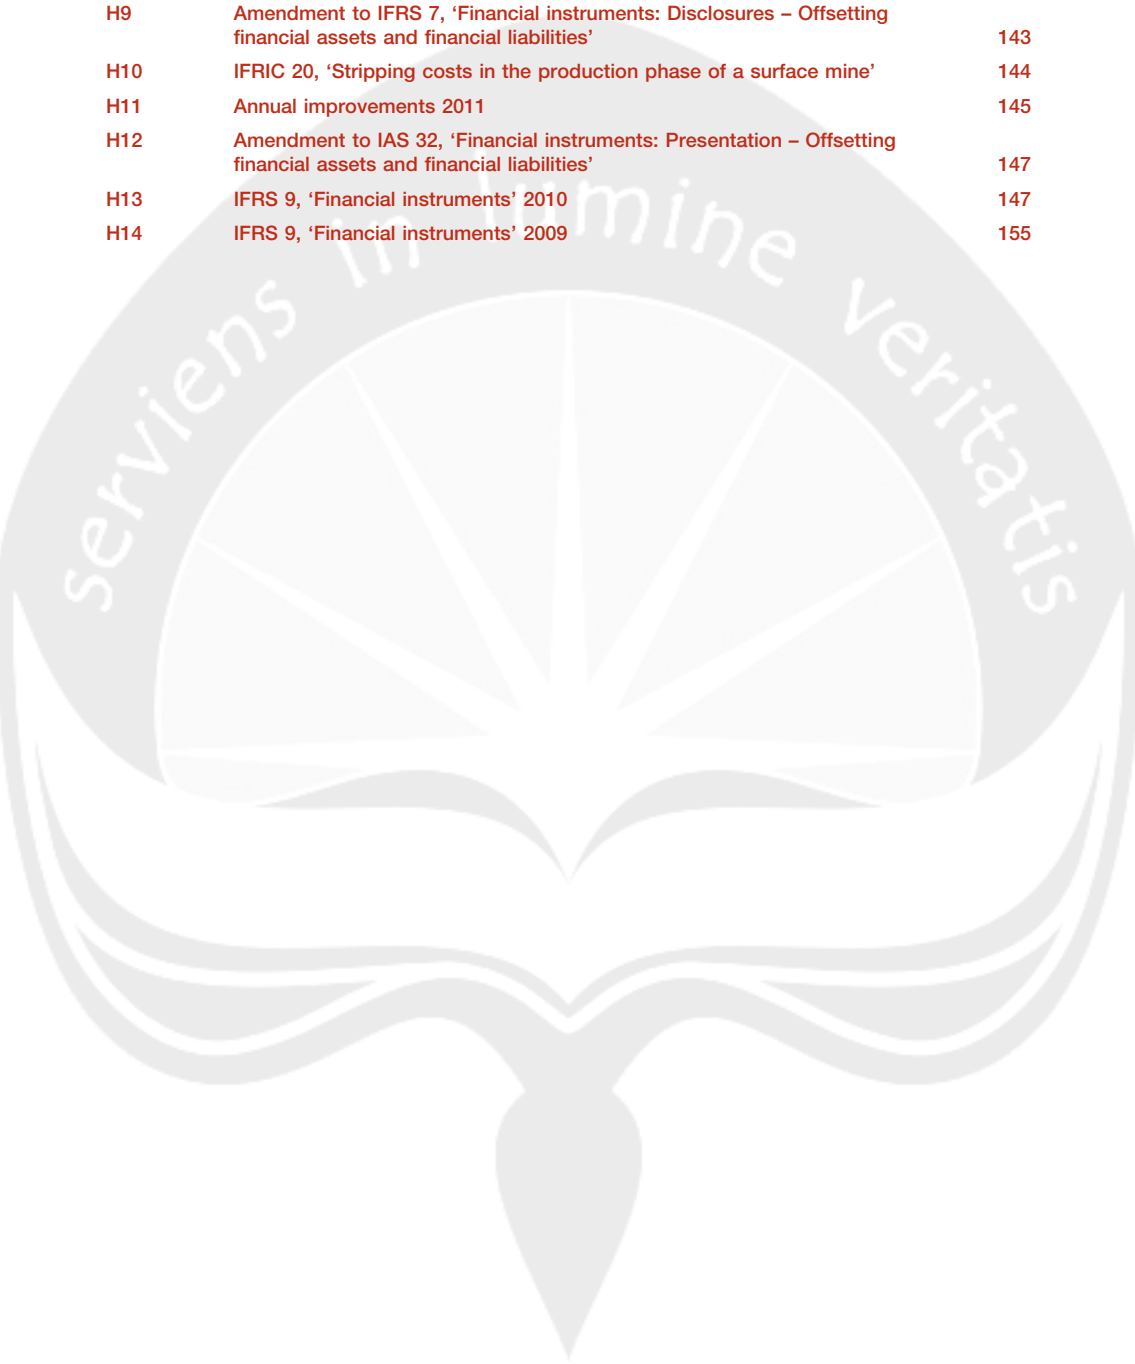 H9 Amendment to IFRS 7, ‘Financial instruments: Disclosures – Offsetting
financial assets and financial liabilities’ 143
H10 IFRIC 20, ‘Stripping costs in the production phase of a surface mine’ 144
H11 Annual improvements 2011 145
H12 Amendment to IAS 32, ‘Financial instruments: Presentation – Offsetting
financial assets and financial liabilities’ 147
H13 IFRS 9, ‘Financial instruments’ 2010 147
H14 IFRS 9, ‘Financial instruments’ 2009 155
serviens in lumine veritatis